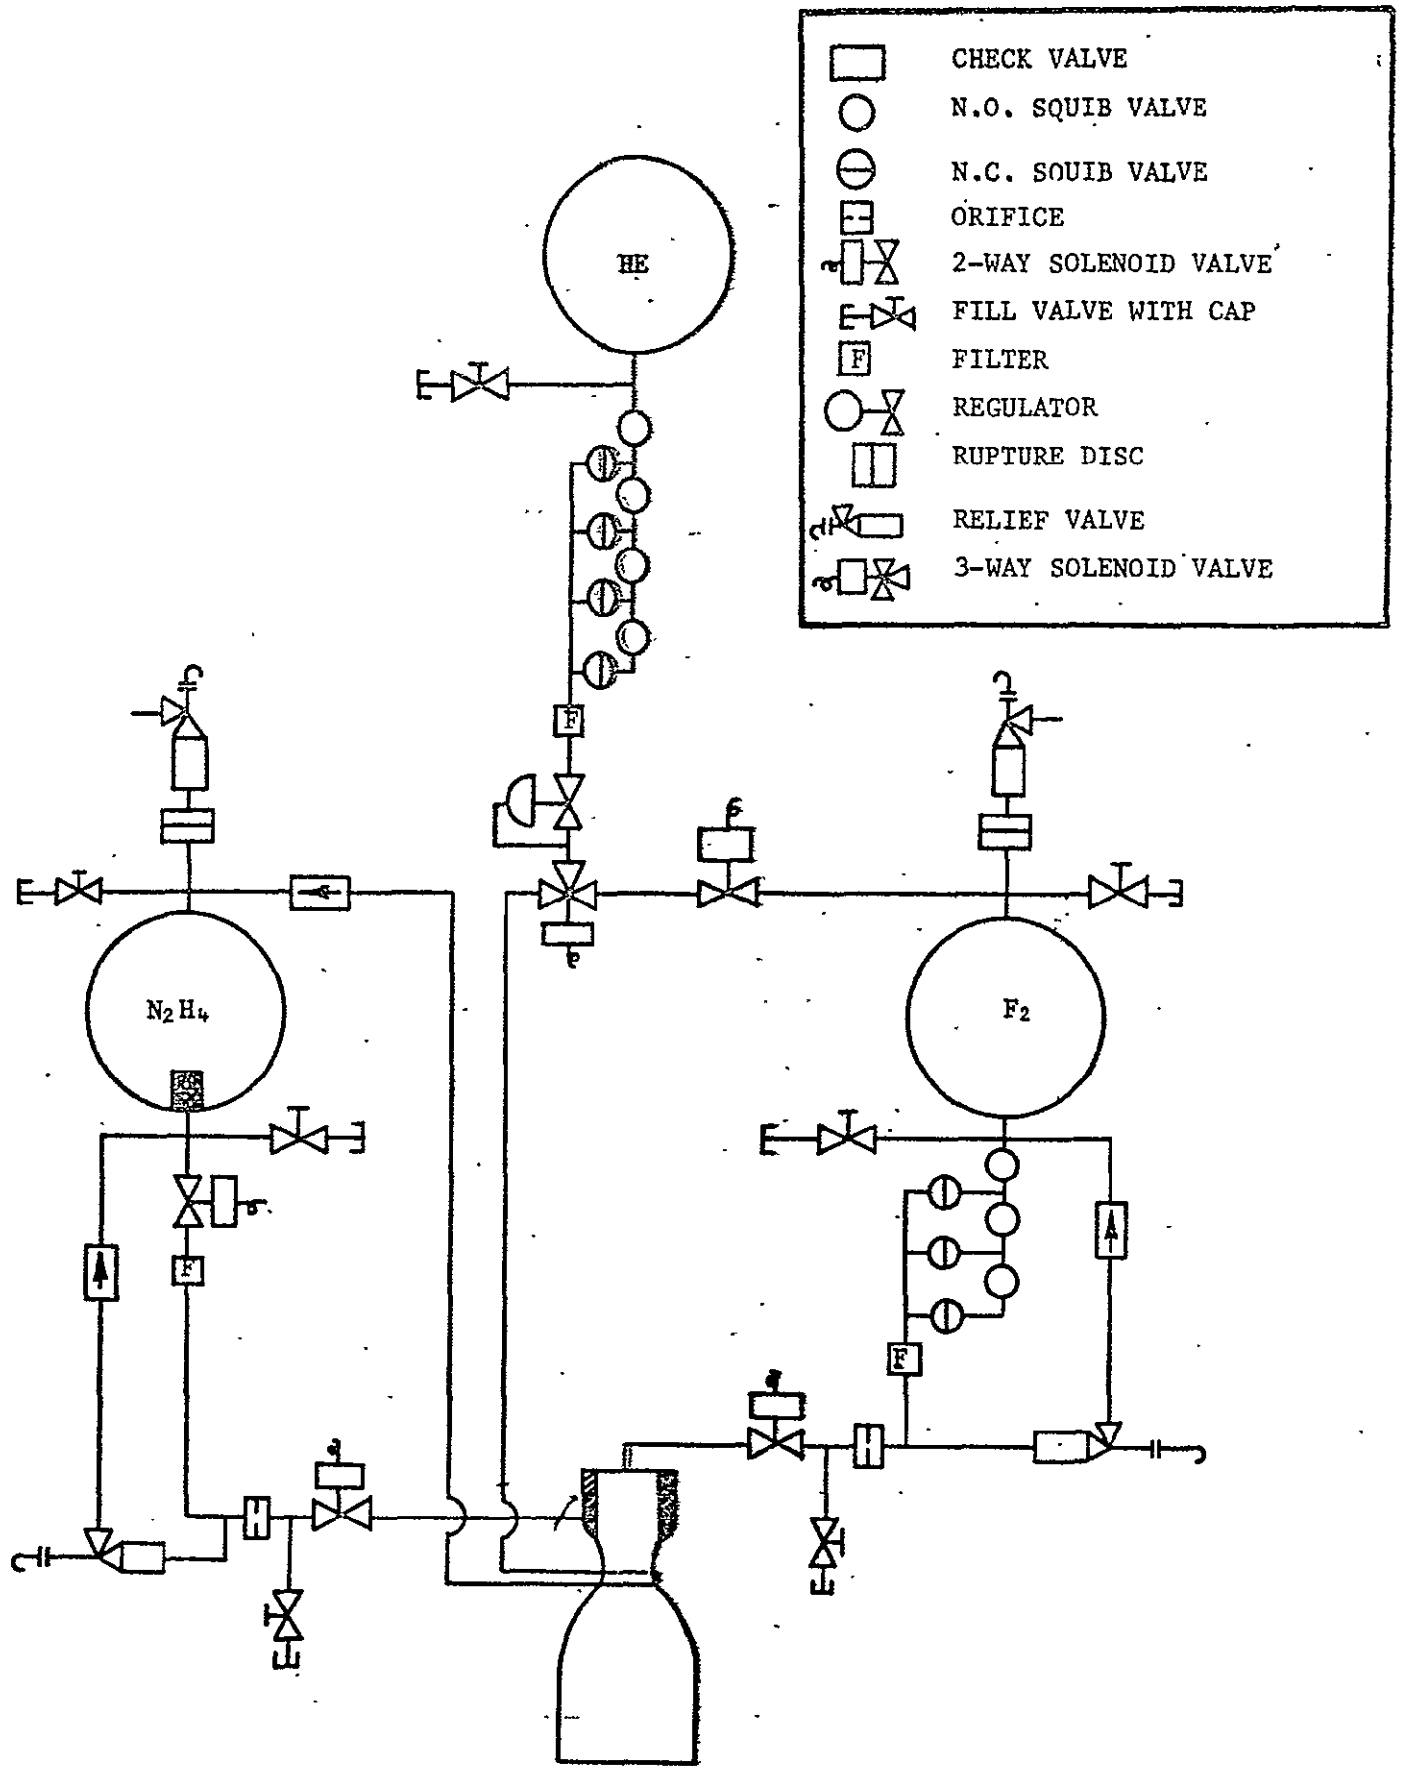 CHECK VALVE
N.O. SQUIB VALVE
N.C. SQUIB VALVE
ORIFICE
2-WAY SOLENOID VALVE
FILL VALVE WITH CAP
F FILTER
REGULATOR
RUPTURE DISC
RELIEF VALVE
3-WAY SOLENOID VALVE
HE
F
N₂H₄
F₂
F
F